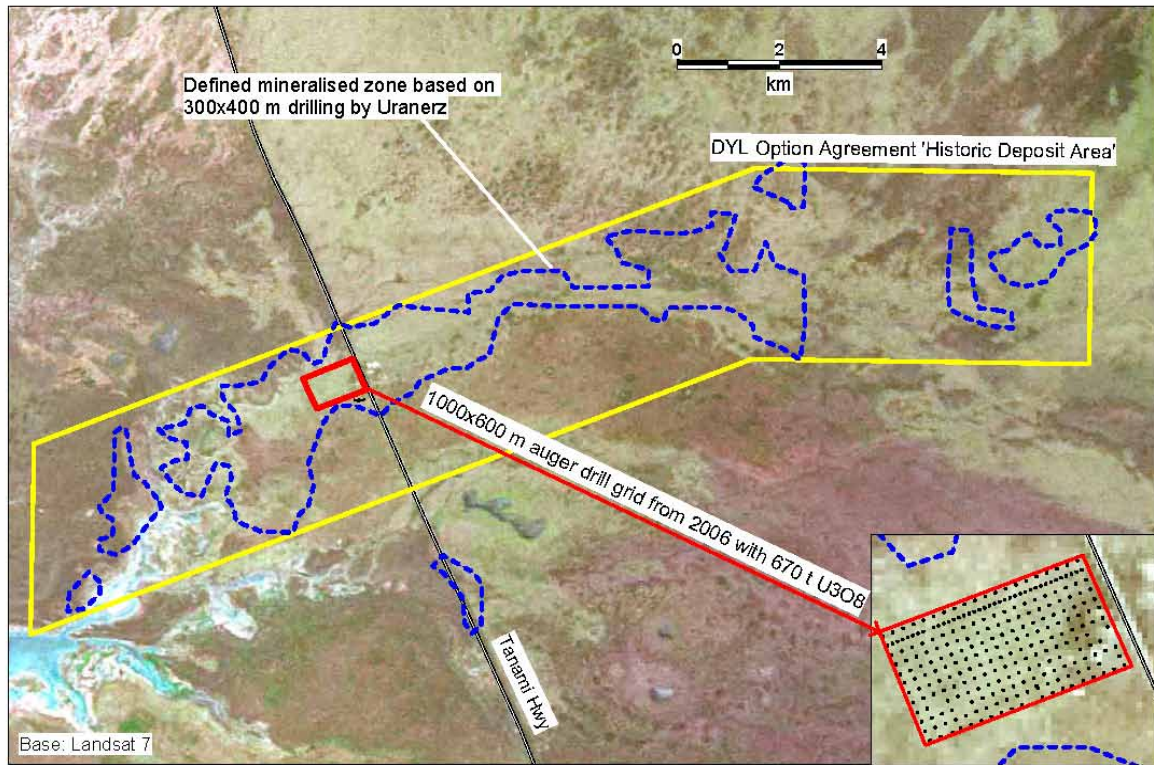 0 2 4
km
Defined mineralised zone based on
300x400 m drilling by Uranerz
DYL Option Agreement 'Historic Deposit Area'
1000x600 m auger drill grid from 2006 with 670 t U3O8
Tanami Hwy
Base: Landsat 7